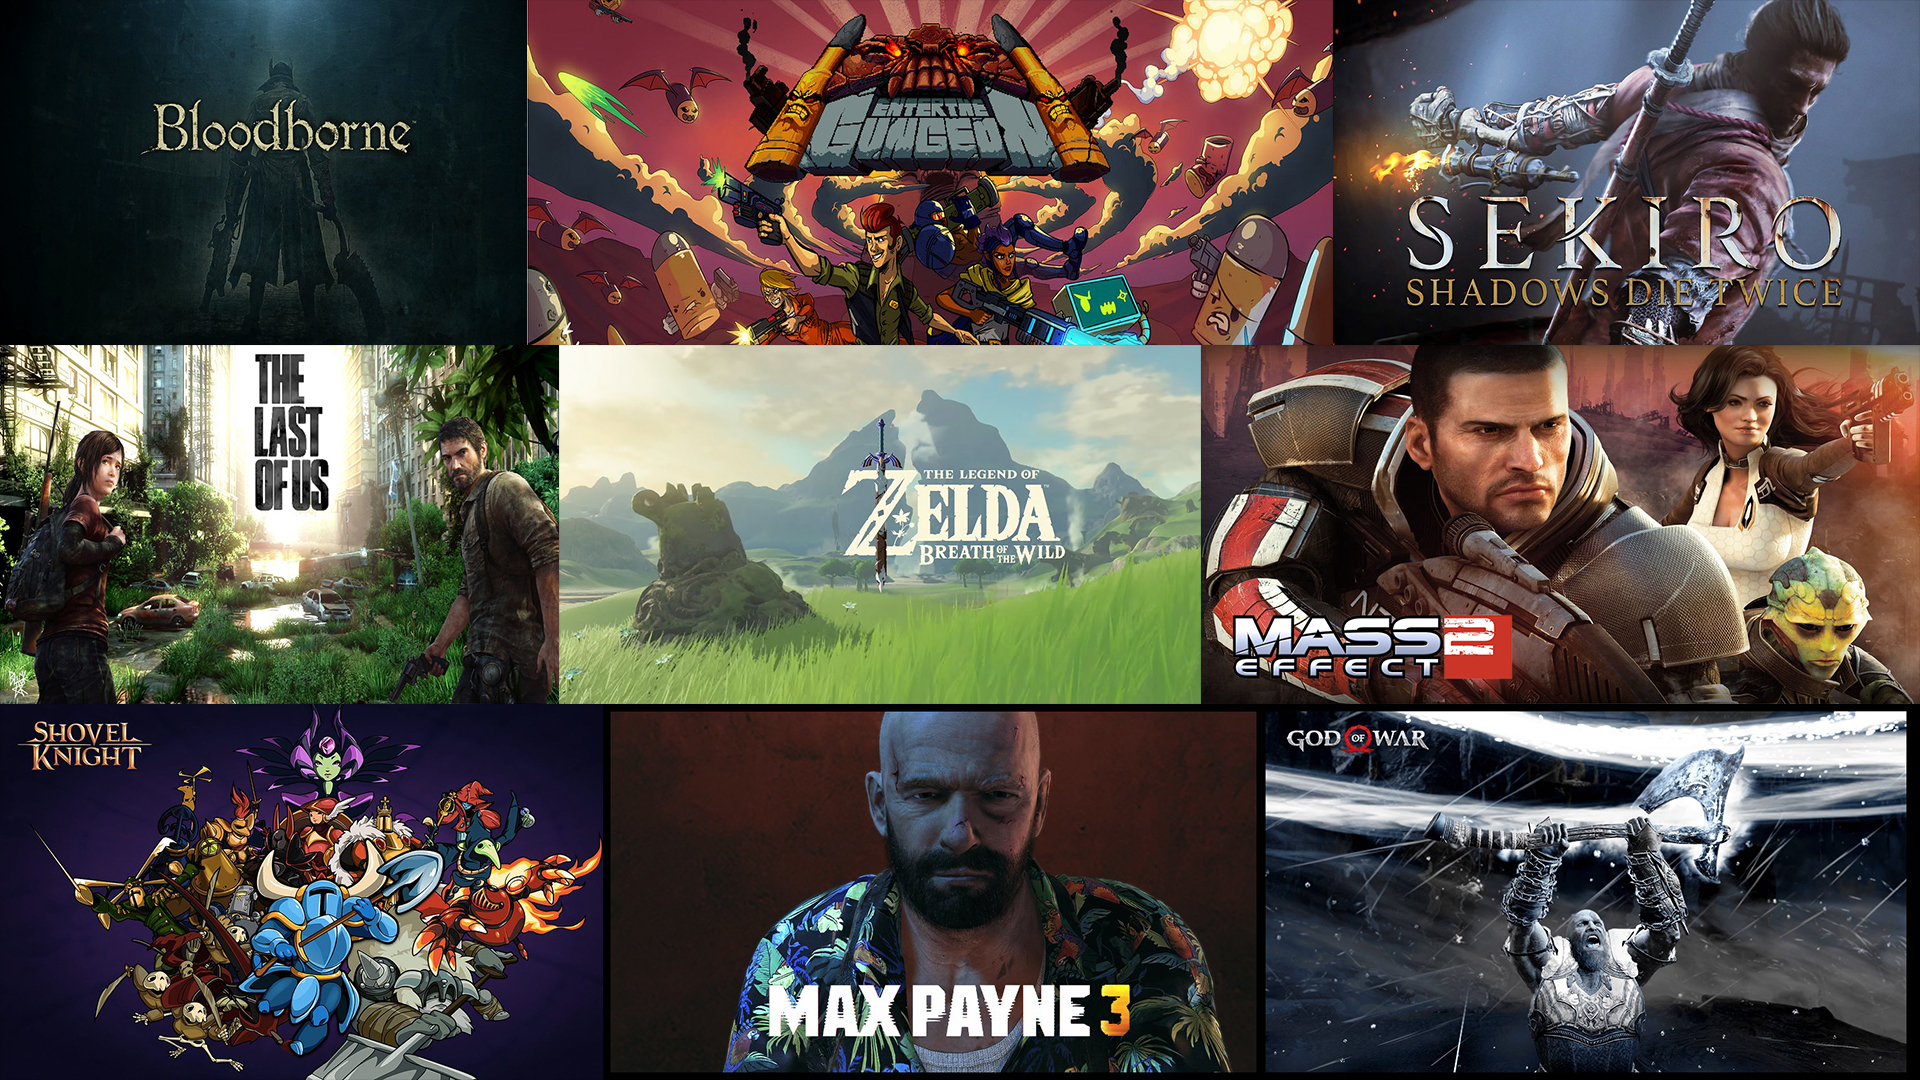 Bloodborne
ENTER THE
GUNGEON
SEKIRO
SHADOWS DIE TWICE
THE
LAST
OF US
THE LEGEND OF
ZELDA
BREATH OF THE WILD
MASS 2
EFFECT
N7
SHOVEL
KNIGHT
MAX PAYNE 3
GOD OF WAR